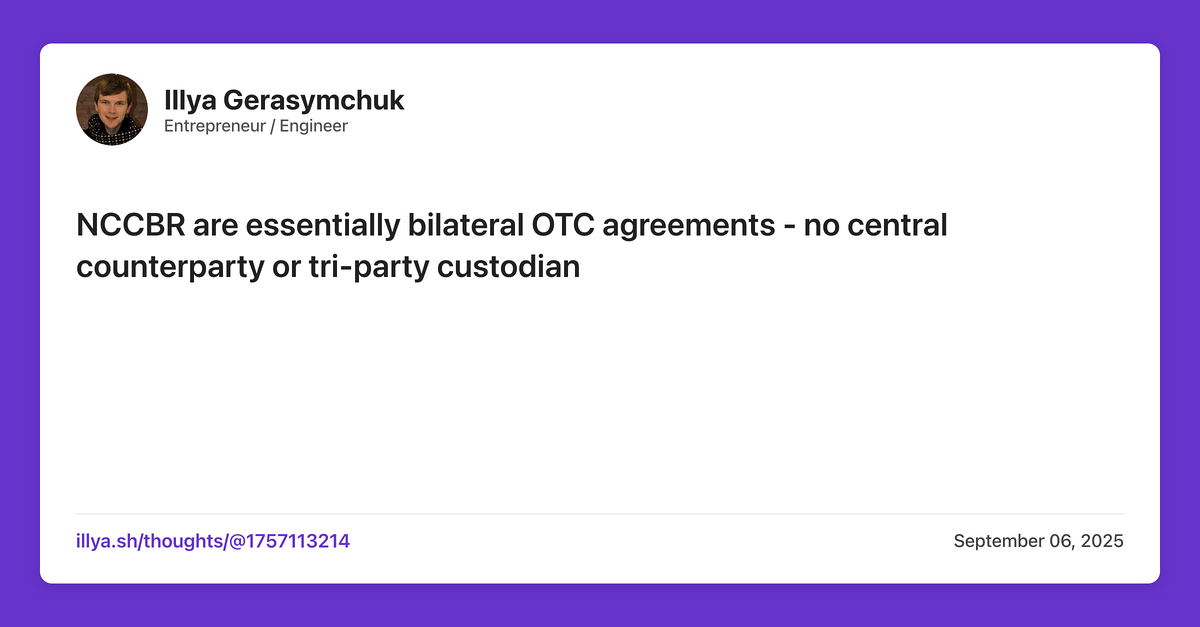 Illya Gerasymchuk
Entrepreneur / Engineer
NCCBR are essentially bilateral OTC agreements - no central
counterparty or tri-party custodian
illya.sh/thoughts/@1757113214
September 06, 2025